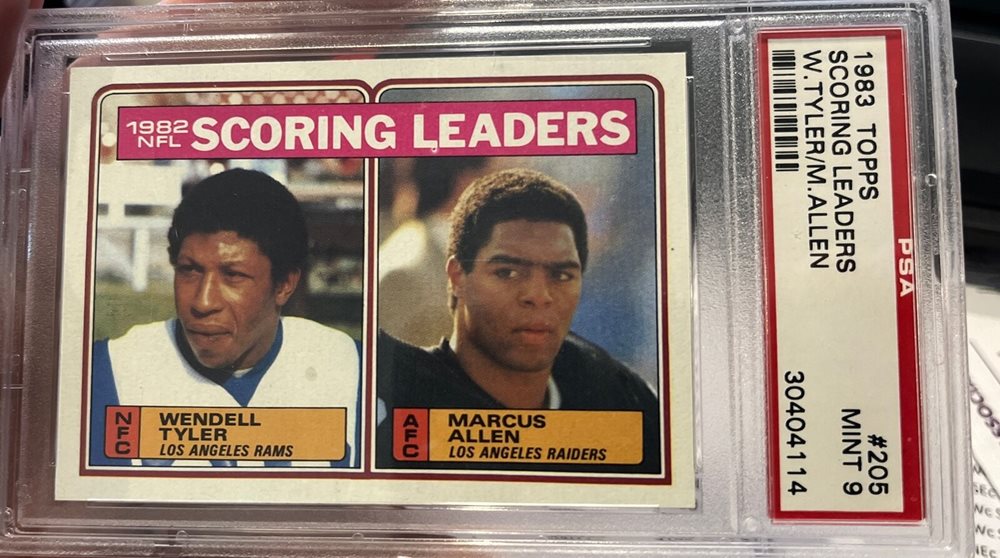 1982
NFL
SCORING LEADERS
NFC
WENDELL
TYLER
LOS ANGELES RAMS
AFC
MARCUS
ALLEN
LOS ANGELES RAIDERS
1983 TOPPS #205
SCORING LEADERS MINT 9
W. TYLER/M.ALLEN 30404114
PSA